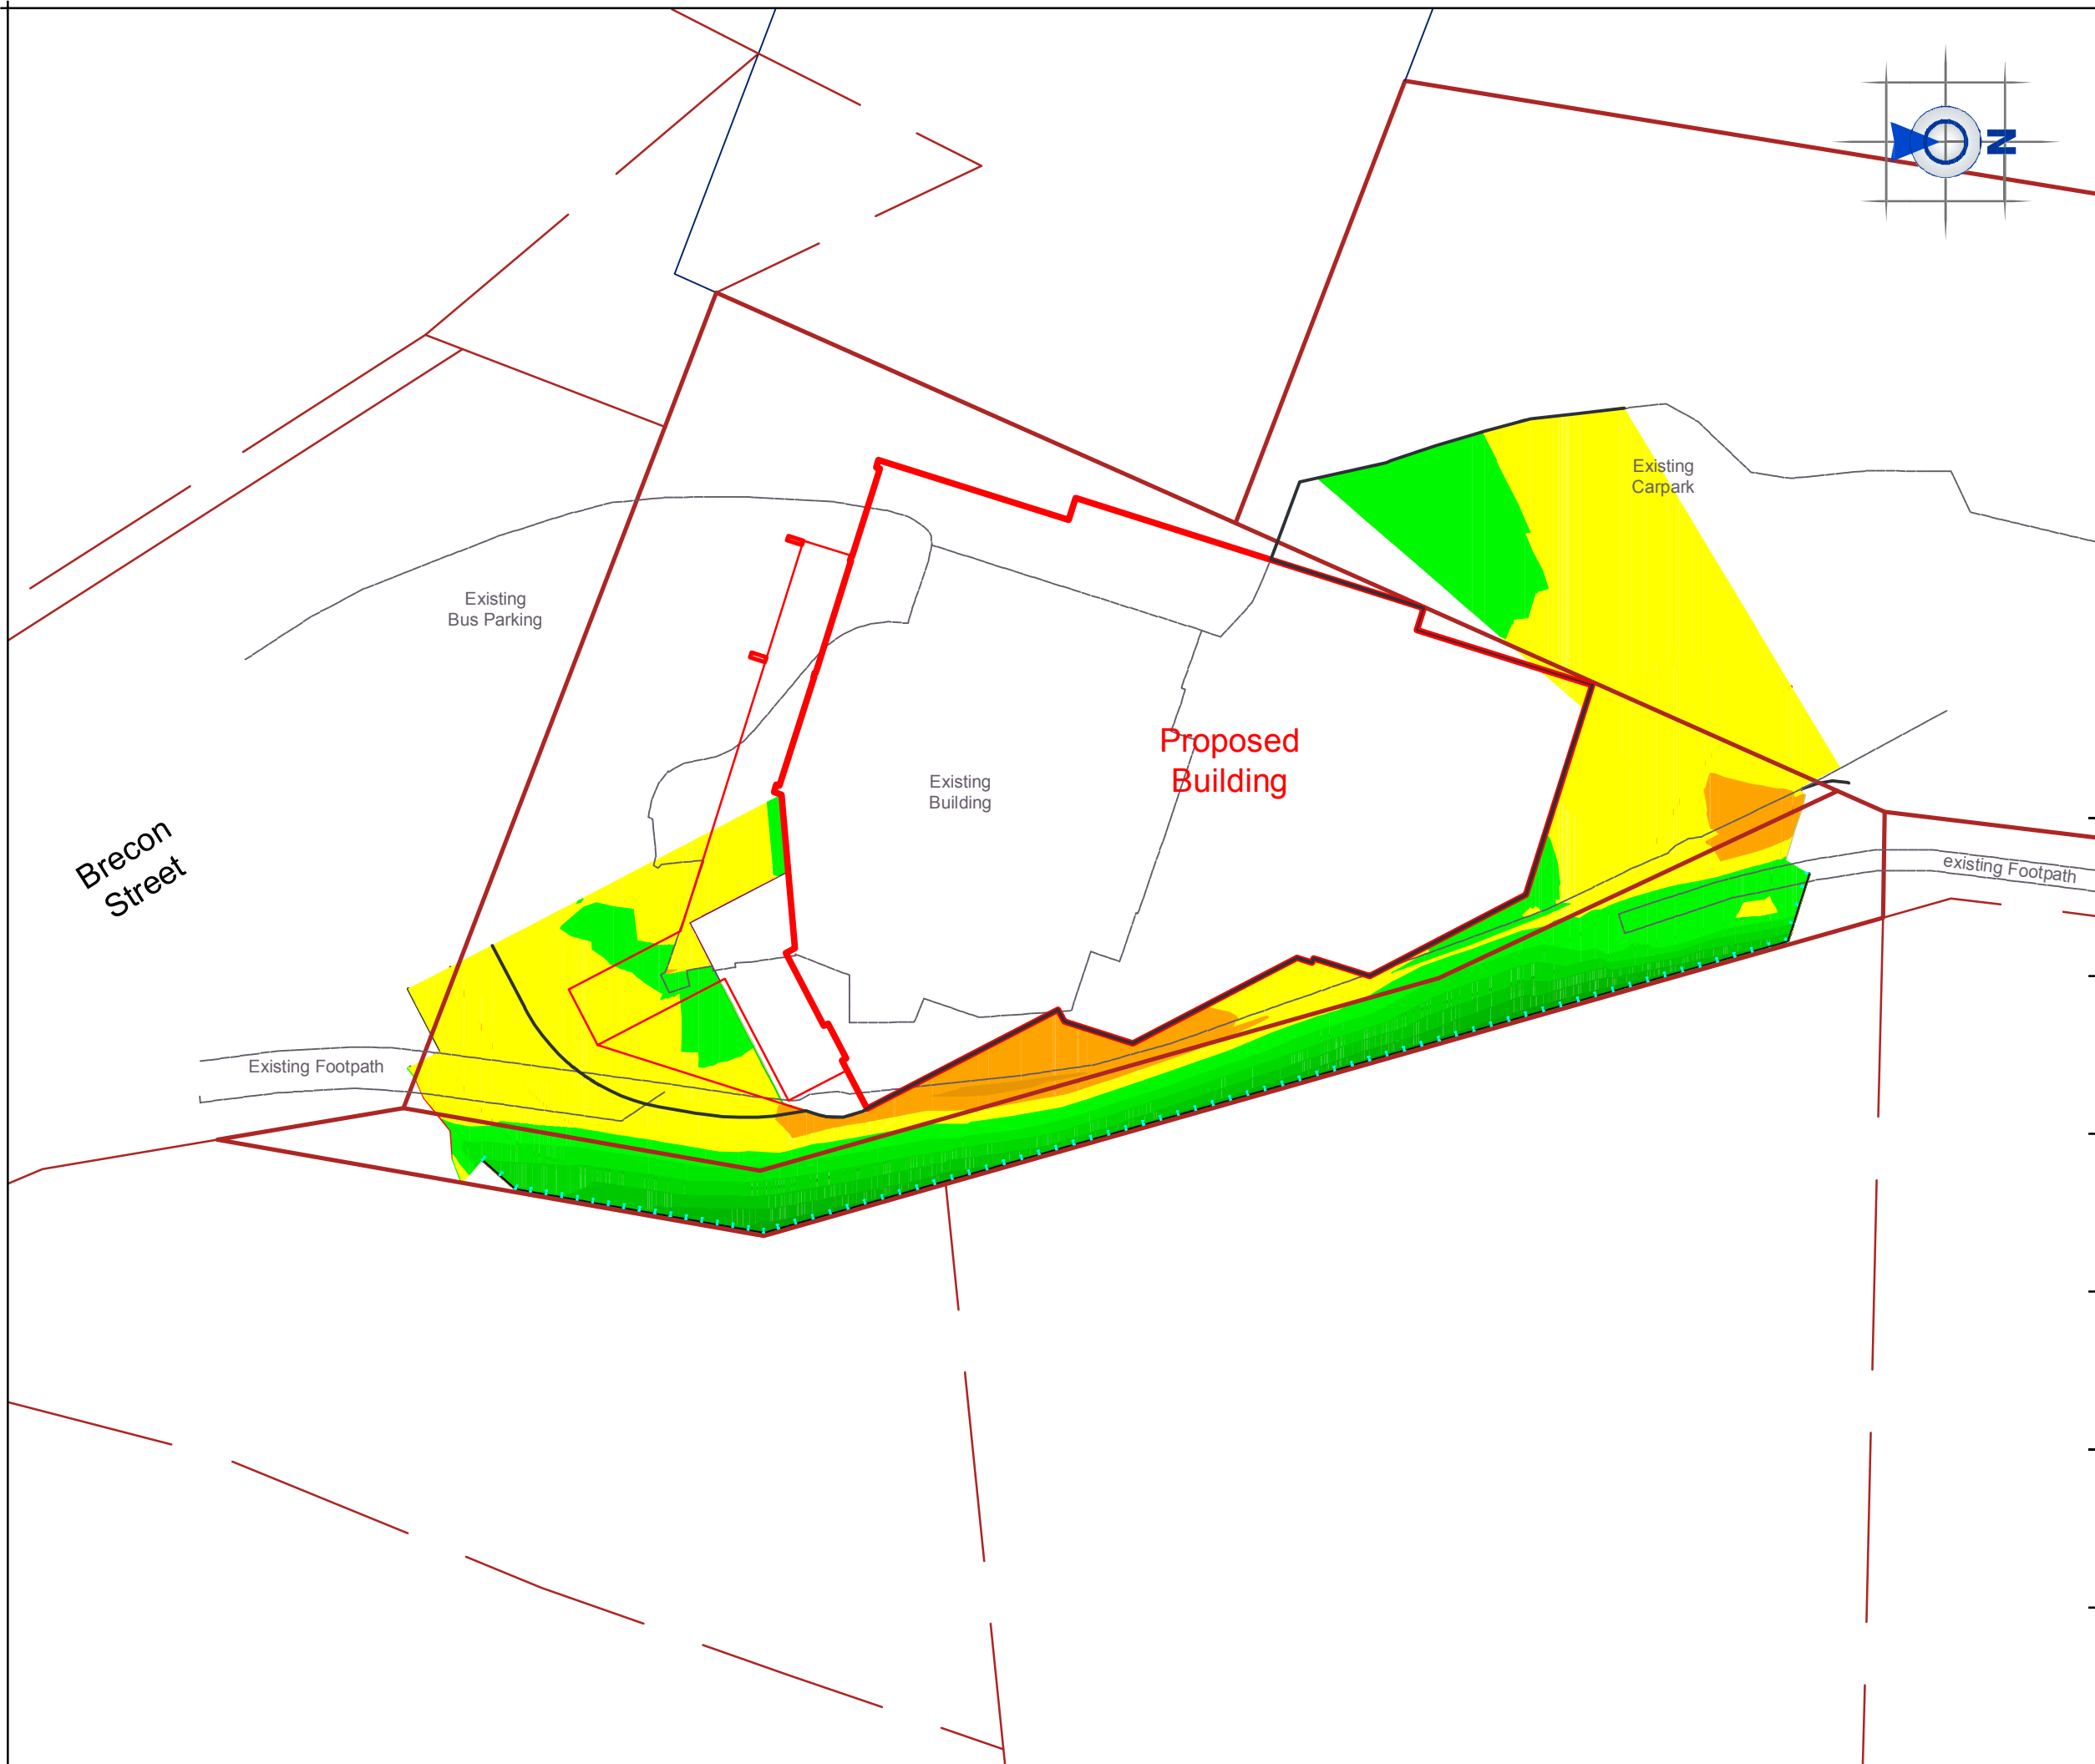 N
Existing
Carpark
Existing
Bus Parking
Proposed
Building
Existing
Building
Brecon
Street
existing Footpath
Existing Footpath